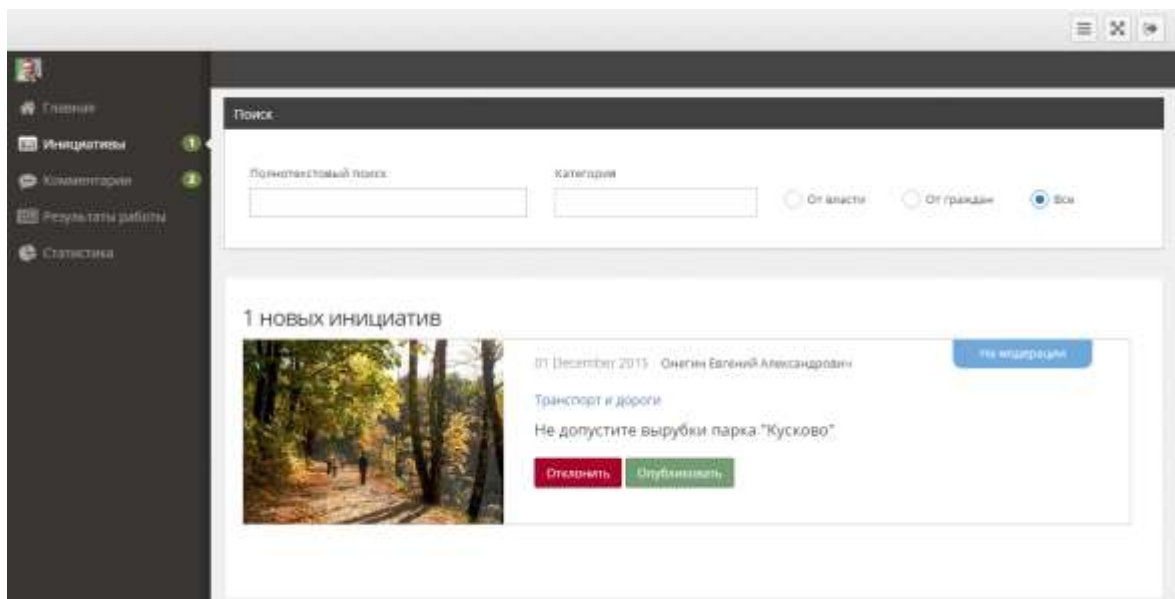 Главная
Поиск
Инициативы 1
Полнотекстовый поиск Категория
Комментарии
От власти От граждан Все
Результаты работы
Статистика
1 новых инициатив
01 December 2015 Онегин Евгений Александрович На модерации
Транспорт и дороги
Не допустите вырубки парка "Кусково"
Отклонить Опубликовать